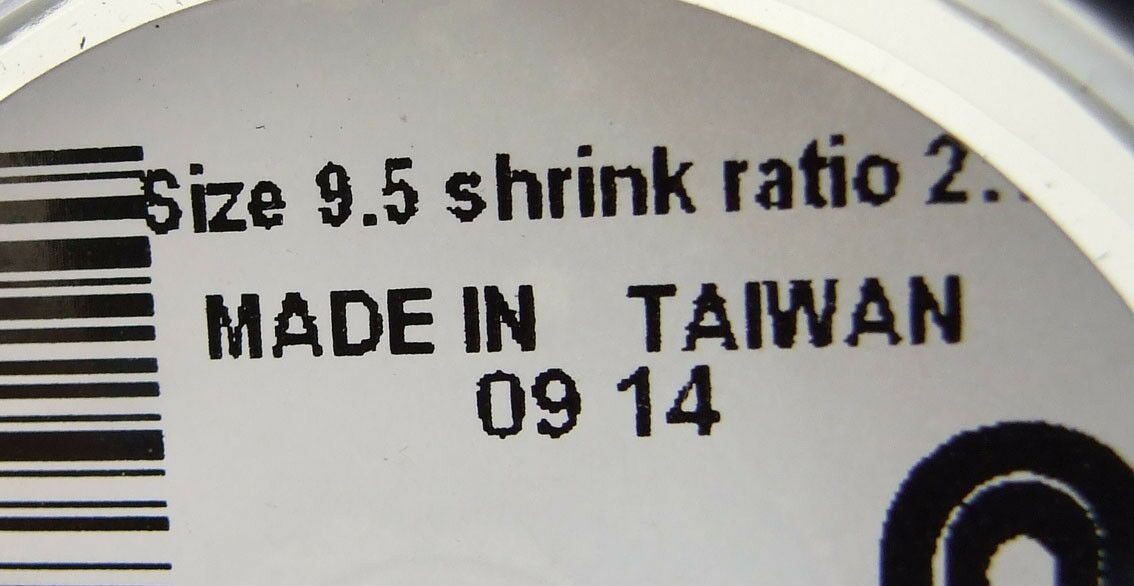 Size 9.5 shrink ratio 2.
MADE IN TAIWAN
09 14